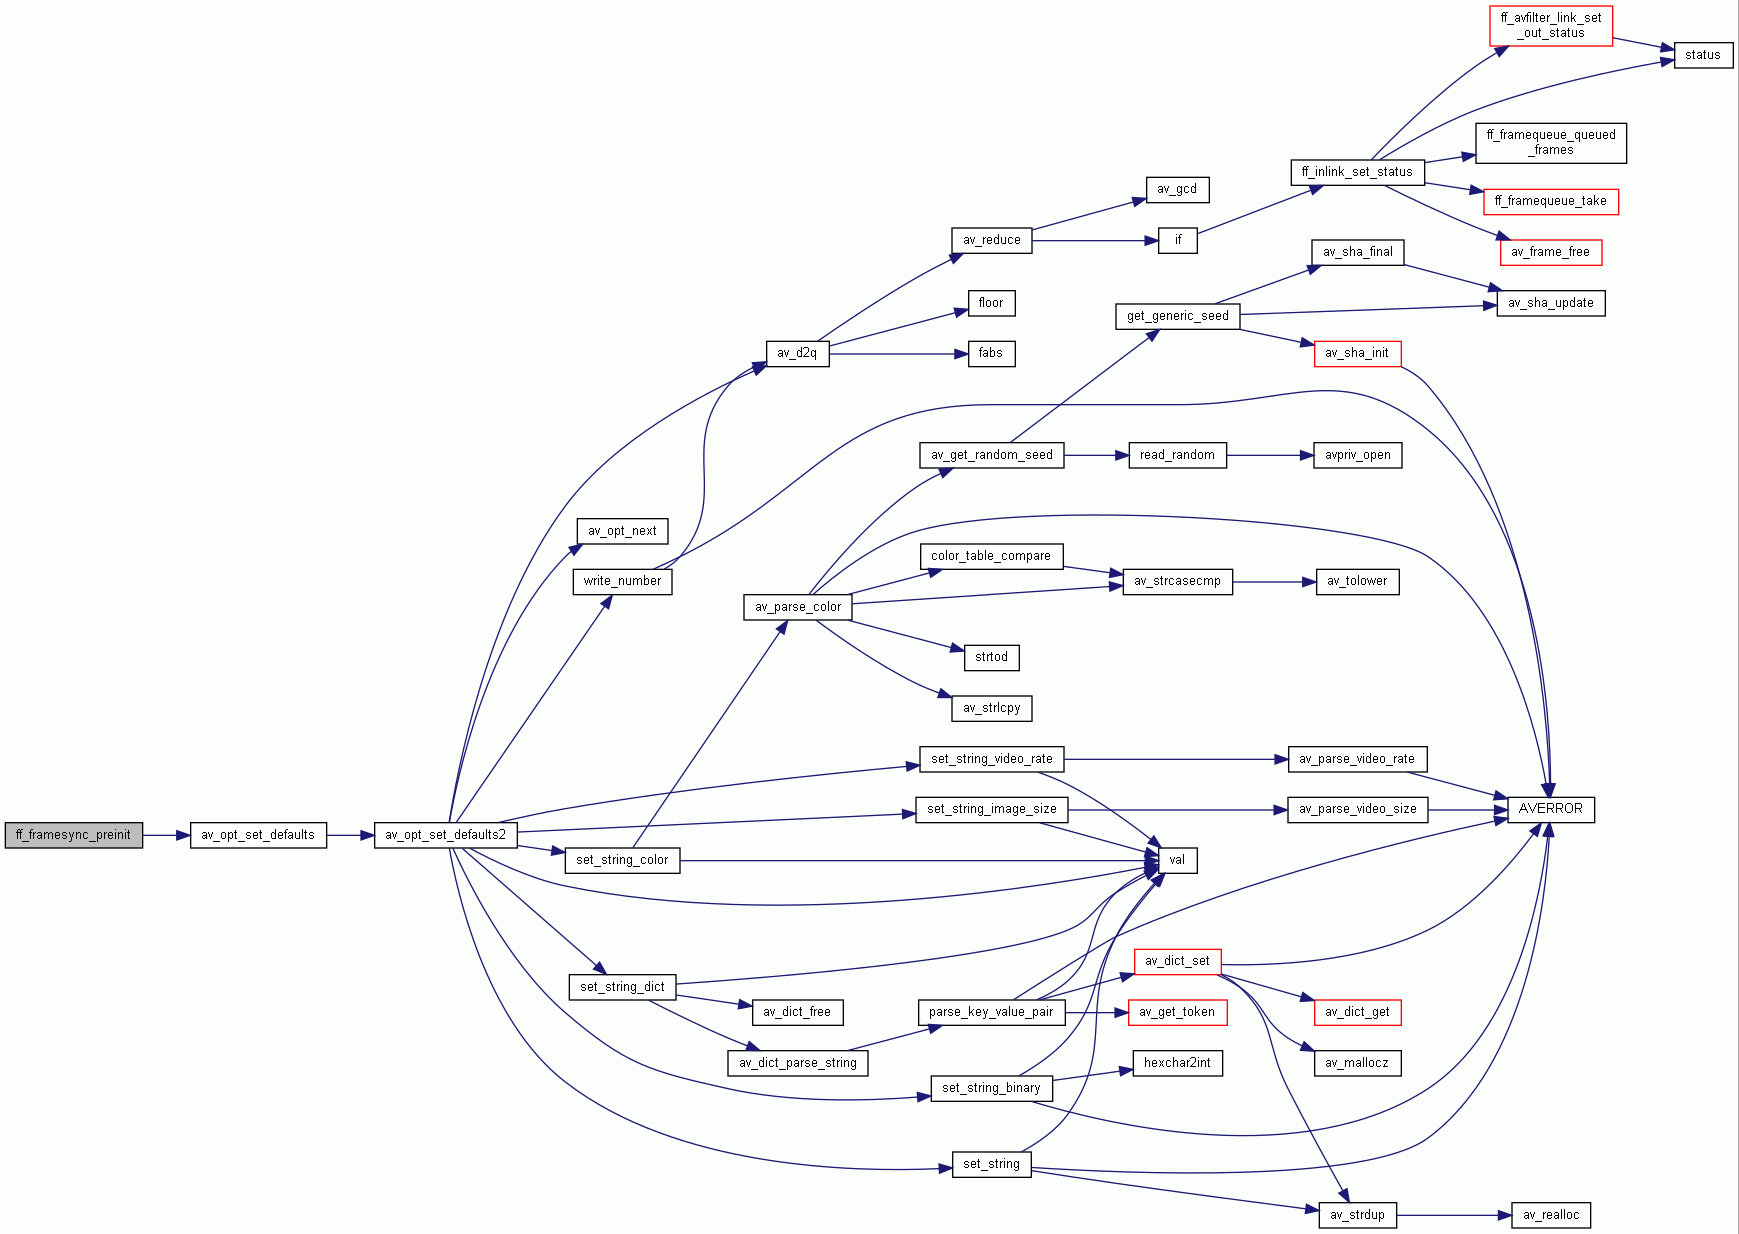 ff_avfilter_link_set
_out_status
status
ff_framequeue_queued
_frames
ff_inlink_set_status
av_gcd
ff_framequeue_take
av_reduce
if
av_sha_final
av_frame_free
floor
get_generic_seed
av_sha_update
av_d2q
fabs
av_sha_init
av_get_random_seed
read_random
avpriv_open
av_opt_next
write_number
color_table_compare
av_strcasecmp
av_tolower
av_parse_color
strtod
av_strlcpy
set_string_video_rate
av_parse_video_rate
set_string_image_size
av_parse_video_size
AVERROR
ff_framesync_preinit
av_opt_set_defaults
av_opt_set_defaults2
set_string_color
val
av_dict_set
set_string_dict
av_dict_free
parse_key_value_pair
av_get_token
av_dict_get
av_dict_parse_string
hexchar2int
av_mallocz
set_string_binary
set_string
av_strdup
av_realloc